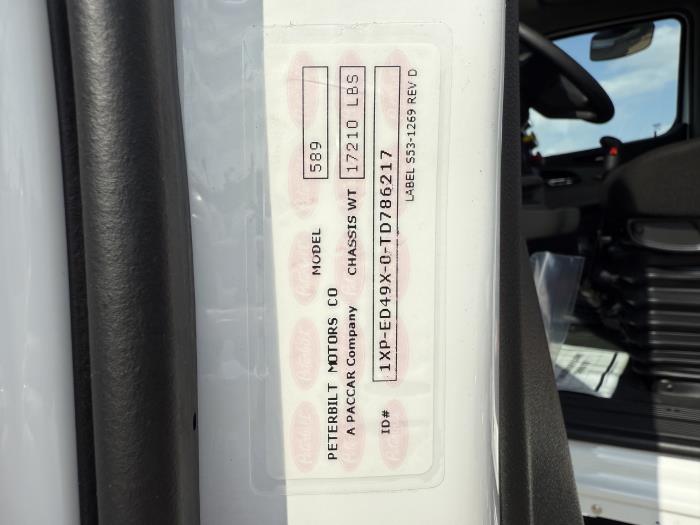 PETERBILT MOTORS CO MODEL 589
A PACCAR Company CHASSIS WT 17210 LBS
ID# 1XP-ED49X-0-TD786217
LABEL S53-1269 REV D